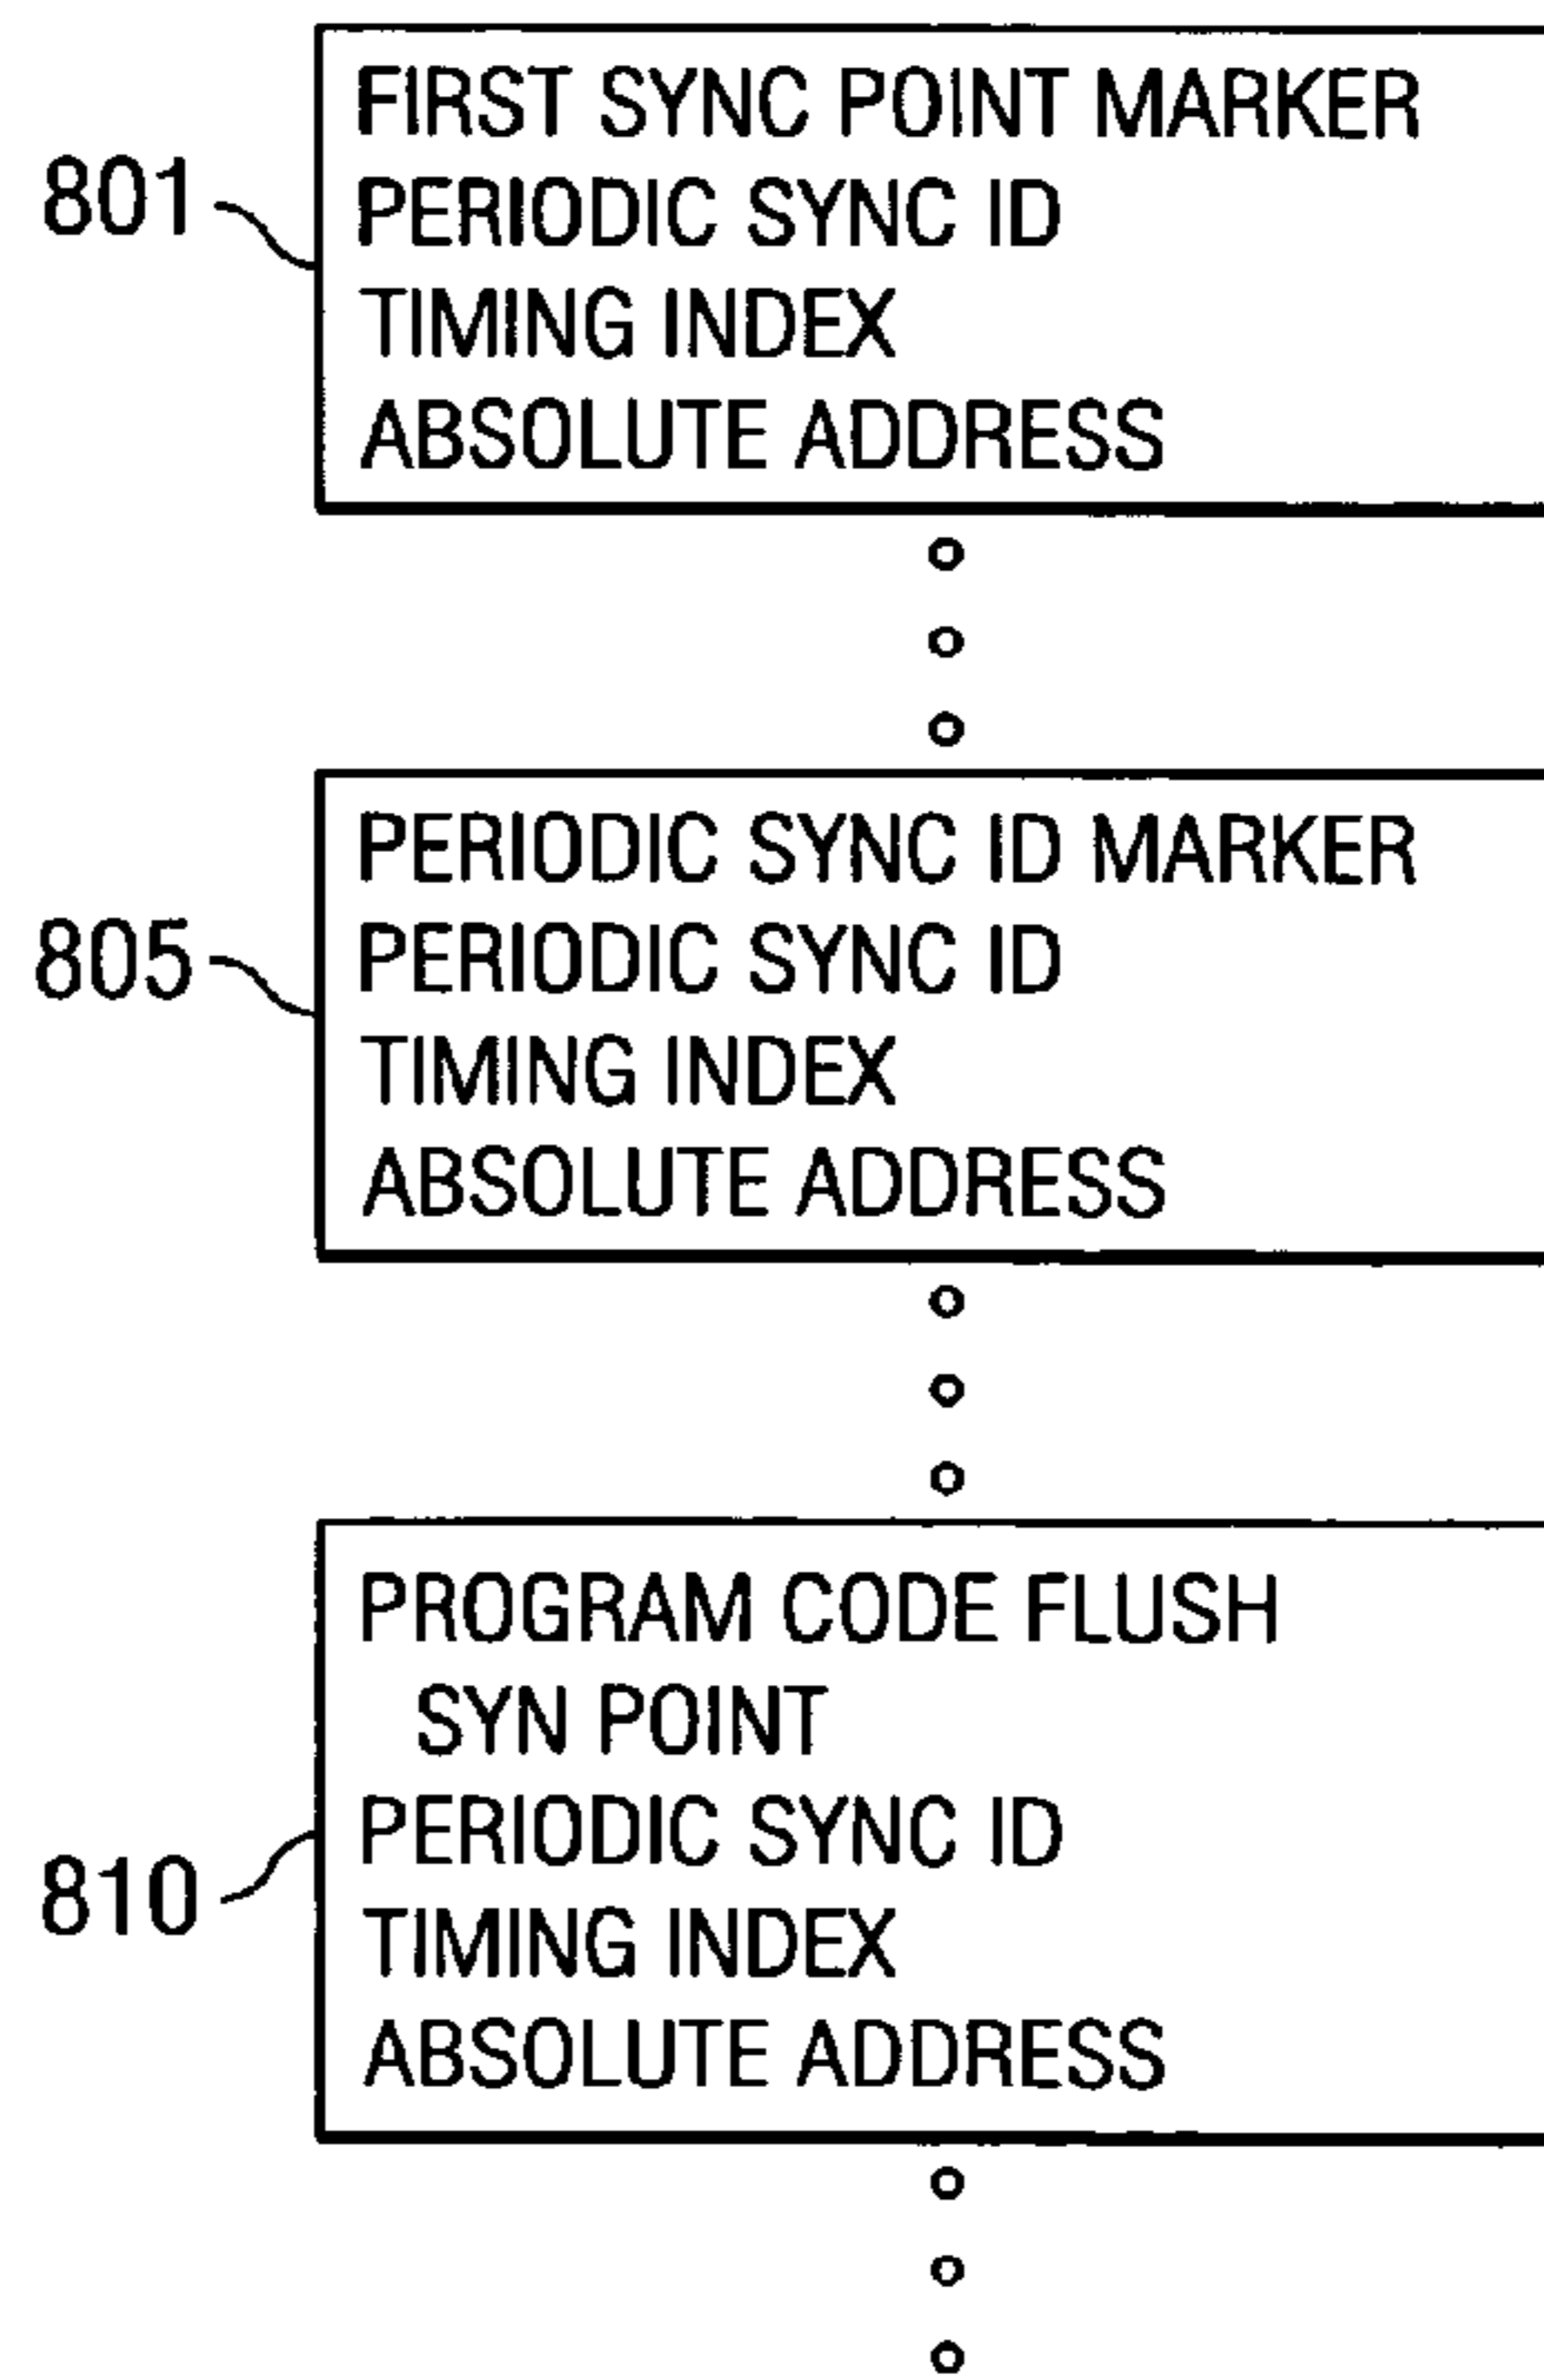 FIRST SYNC POINT MARKER
801
PERIODIC SYNC ID
TIMING INDEX
ABSOLUTE ADDRESS
PERIODIC SYNC ID MARKER
805
PERIODIC SYNC ID
TIMING INDEX
ABSOLUTE ADDRESS
PROGRAM CODE FLUSH
SYN POINT
PERIODIC SYNC ID
810
TIMING INDEX
ABSOLUTE ADDRESS